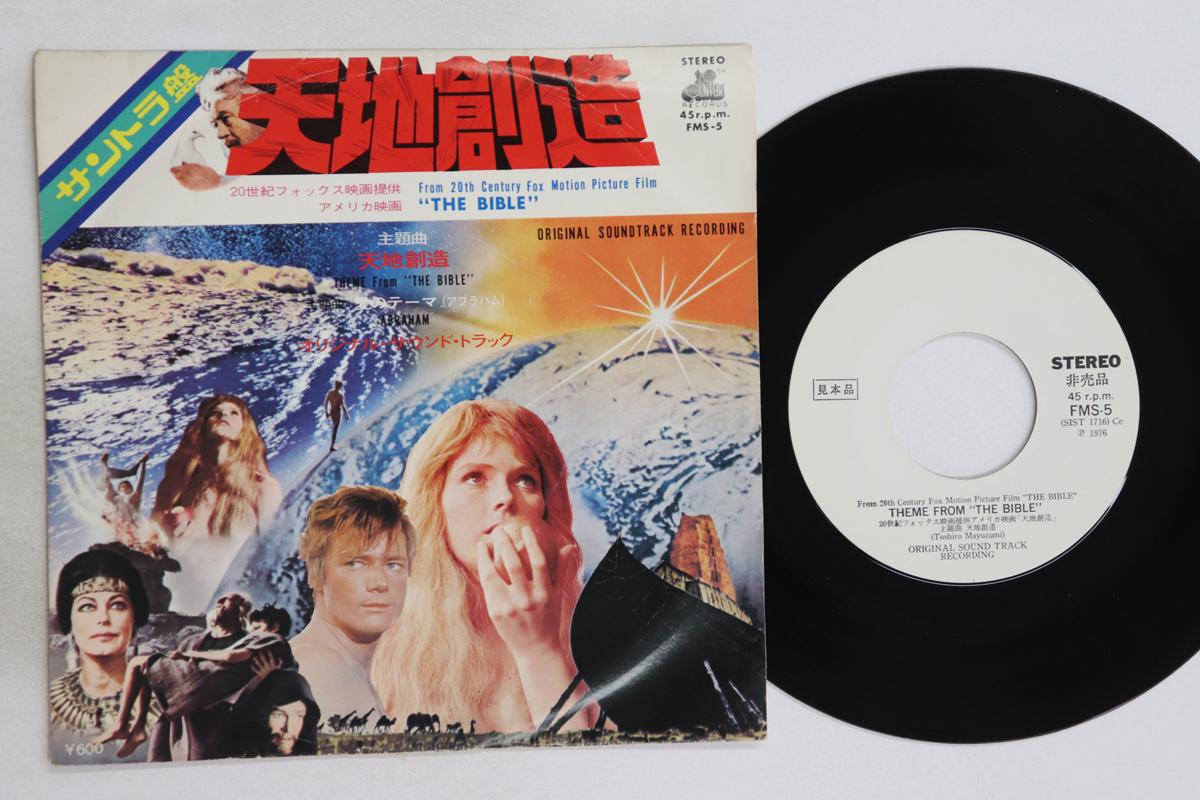 サントラ盤
天地創造
STEREO
20TH CENTURY
RECORDS
45 r.p.m.
FMS-5
20世紀フォックス映画提供
アメリカ映画
From 20th Century Fox Motion Picture Film
"THE BIBLE"
ORIGINAL SOUNDTRACK RECORDING
主題曲
天地創造
THEME From "THE BIBLE"
愛のテーマ(アブラハム)
ABRAHAM
オリジナル・サウンド・トラック
¥600
見本品
STEREO
非売品
45 r.p.m.
FMS-5
(SIST 1716) Ce
℗ 1976
From 20th Century Fox Motion Picture Film "THE BIBLE"
THEME FROM "THE BIBLE"
20世紀フォックス映画提供アメリカ映画「天地創造」
主題曲 天地創造
(Toshiro Mayuzumi)
ORIGINAL SOUND TRACK
RECORDING